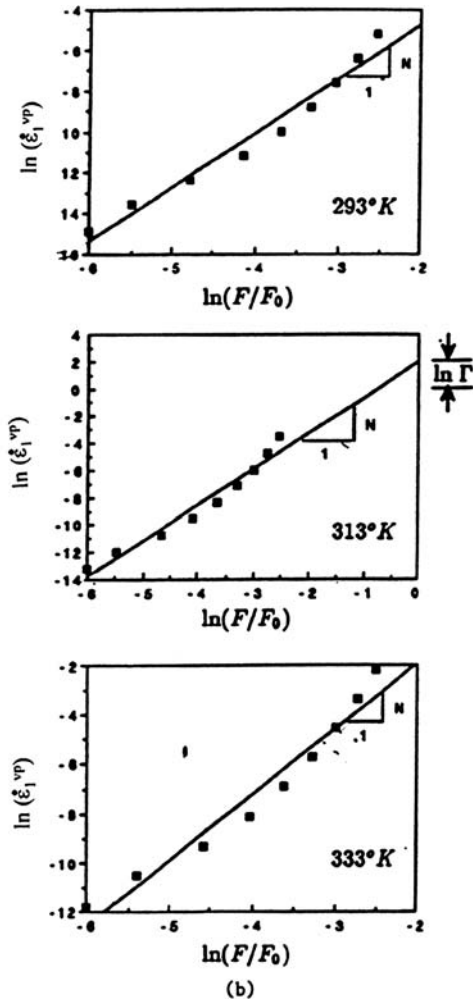 -4
-6
-8
10
12
14
16
ln (ε̊₁ᵛᵖ)
N
1
293°K
-6 -5 -4 -3 -2
ln(F/F₀)
4
2
0
-2
-4
-6
-8
-10
-12
-14
ln (ε̊₁ᵛᵖ)
ln Γ
N
1
313°K
-6 -5 -4 -3 -2 -1 0
ln(F/F₀)
-2
-4
-6
-8
-10
-12
ln (ε̊₁ᵛᵖ)
N
1
333°K
-6 -5 -4 -3 -2
ln(F/F₀)
(b)